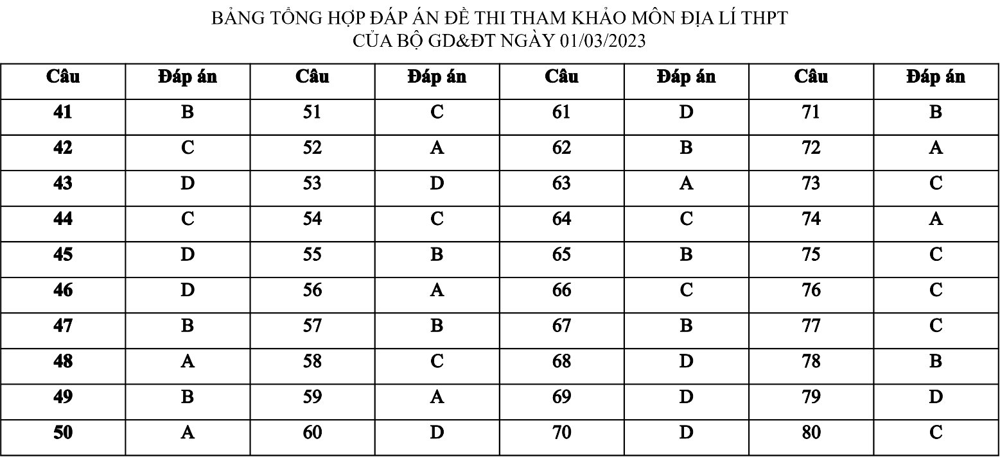 BẢNG TỔNG HỢP ĐÁP ÁN ĐỀ THI THAM KHẢO MÔN ĐỊA LÍ THPT
CỦA BỘ GD&ĐT NGÀY 01/03/2023
Câu Đáp án Câu Đáp án Câu Đáp án Câu Đáp án
41 B 51 C 61 D 71 B
42 C 52 A 62 B 72 A
43 D 53 D 63 A 73 C
44 C 54 C 64 C 74 A
45 D 55 B 65 B 75 C
46 D 56 A 66 C 76 C
47 B 57 B 67 B 77 C
48 A 58 C 68 D 78 B
49 B 59 A 69 D 79 D
50 A 60 D 70 D 80 C